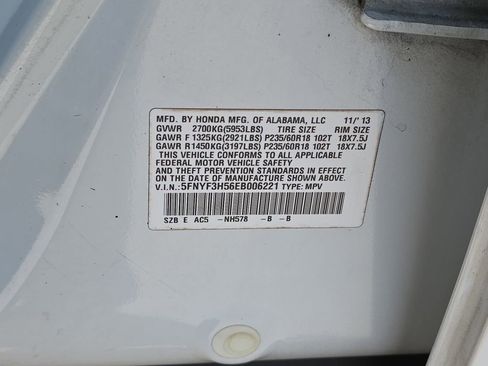 MFD. BY HONDA MFG. OF ALABAMA, LLC 11/'13
GVWR 2700KG(5953LBS) TIRE SIZE RIM SIZE
GAWR F 1325KG(2921LBS) P235/60R18 102T 18X7.5J
GAWR R1450KG(3197LBS) P235/60R18 102T 18X7.5J
THIS VEHICLE CONFORMS TO ALL APPLICABLE
FEDERAL MOTOR VEHICLE SAFETY
AND THEFT PREVENTION STANDARDS IN EFFECT
ON THE DATE OF MANUFACTURE SHOWN ABOVE.
V.I.N.: 5FNYF3H56EB006221 TYPE: MPV
SZB E AC5 -NH578 -B -B